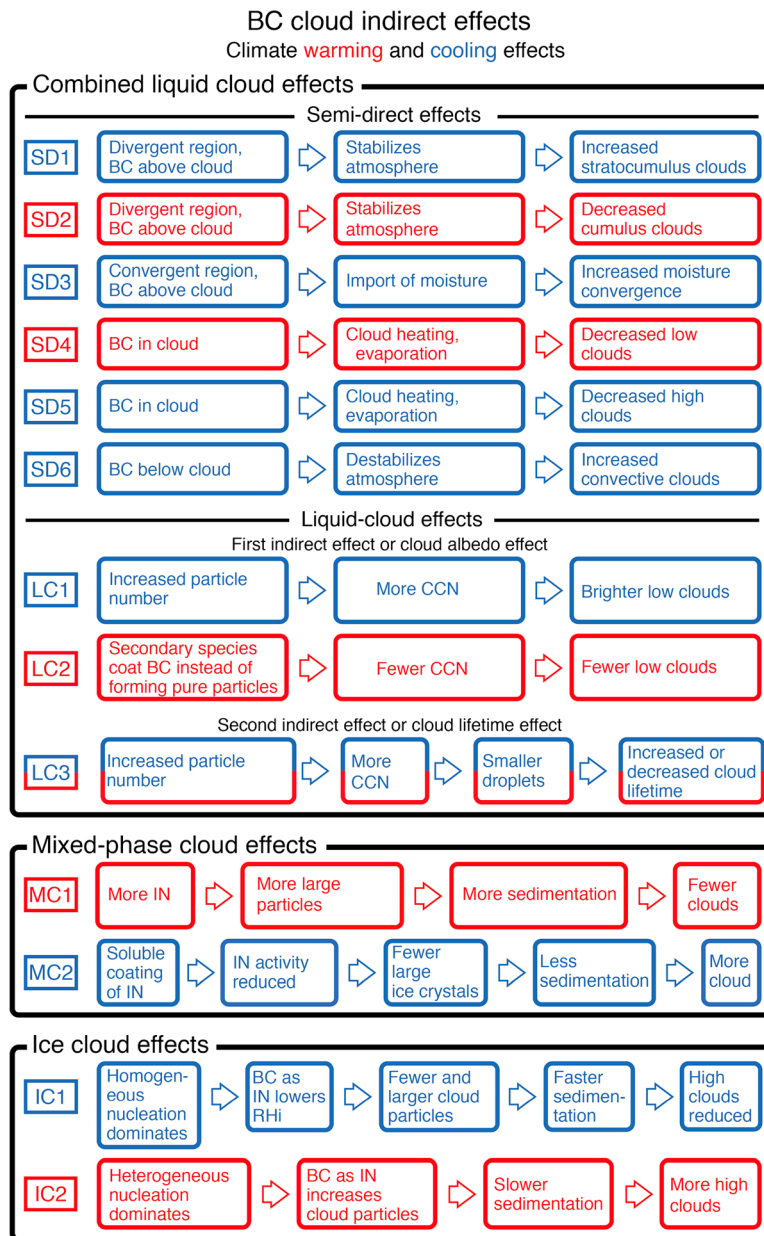 BC cloud indirect effects
Climate warming and cooling effects
Combined liquid cloud effects
Semi-direct effects
SD1
Divergent region,
BC above cloud
Stabilizes
atmosphere
Increased
stratocumulus clouds
SD2
Divergent region,
BC above cloud
Stabilizes
atmosphere
Decreased
cumulus clouds
SD3
Convergent region,
BC above cloud
Import of moisture
Increased moisture
convergence
SD4
BC in cloud
Cloud heating,
evaporation
Decreased low
clouds
SD5
BC in cloud
Cloud heating,
evaporation
Decreased high
clouds
SD6
BC below cloud
Destabilizes
atmosphere
Increased
convective clouds
Liquid-cloud effects
First indirect effect or cloud albedo effect
LC1
Increased particle
number
More CCN
Brighter low clouds
LC2
Secondary species
coat BC instead of
forming pure particles
Fewer CCN
Fewer low clouds
Second indirect effect or cloud lifetime effect
LC3
Increased particle
number
More
CCN
Smaller
droplets
Increased or
decreased cloud
lifetime
Mixed-phase cloud effects
MC1
More IN
More large
particles
More sedimentation
Fewer
clouds
MC2
Soluble
coating
of IN
IN activity
reduced
Fewer
large
ice crystals
Less
sedimentation
More
cloud
Ice cloud effects
IC1
Homogen-
eous
nucleation
dominates
BC as
IN lowers
RHi
Fewer and
larger cloud
particles
Faster
sedimen-
tation
High
clouds
reduced
IC2
Heterogeneous
nucleation
dominates
BC as IN
increases
cloud particles
Slower
sedimentation
More high
clouds